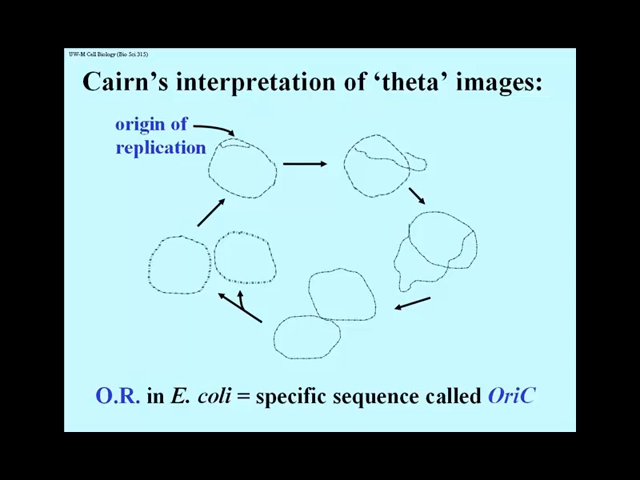 UW-M Cell Biology (Bio Sci 315)
Cairn's interpretation of 'theta' images:
origin of
replication
O.R. in E. coli = specific sequence called OriC